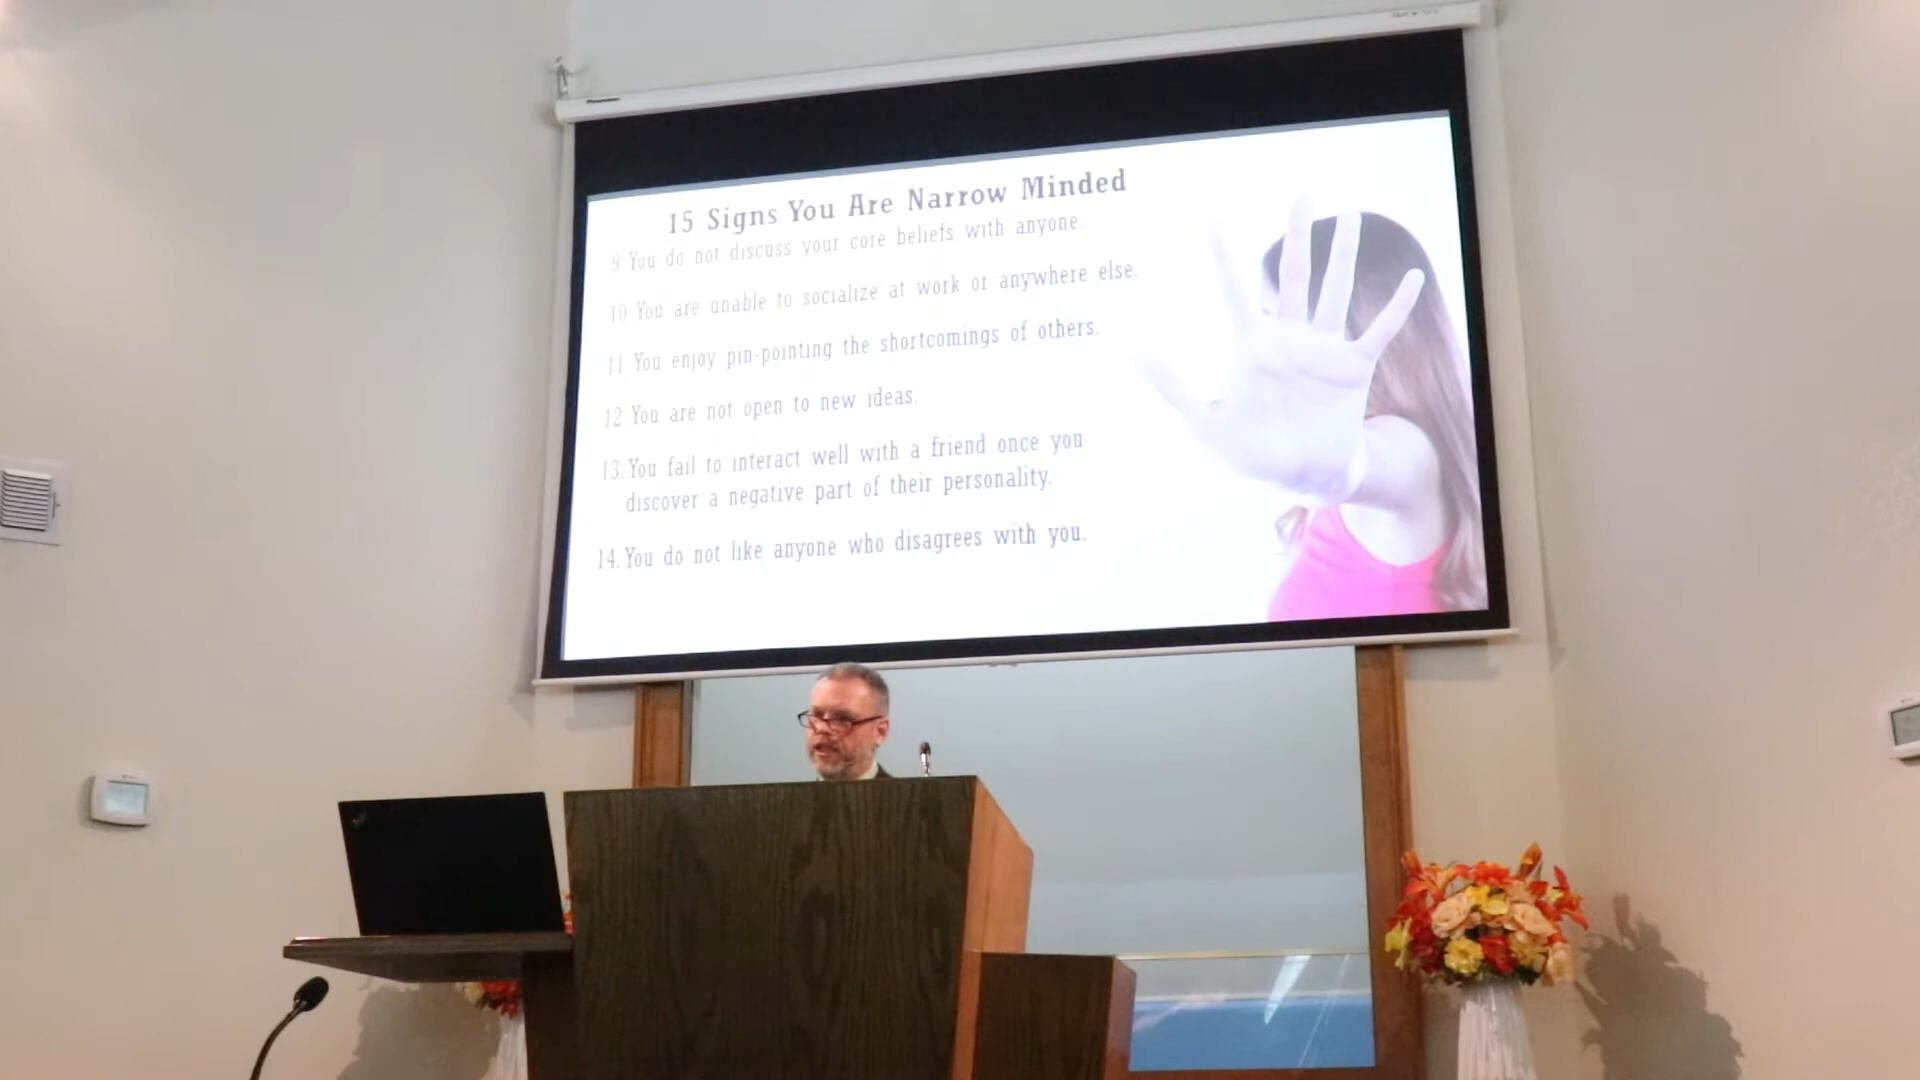 15 Signs You Are Narrow Minded
9 You do not discuss your core beliefs with anyone.
10 You are unable to socialize at work or anywhere else.
11 You enjoy pin-pointing the shortcomings of others.
12 You are not open to new ideas.
13. You fail to interact well with a friend once you
discover a negative part of their personality.
14. You do not like anyone who disagrees with you.